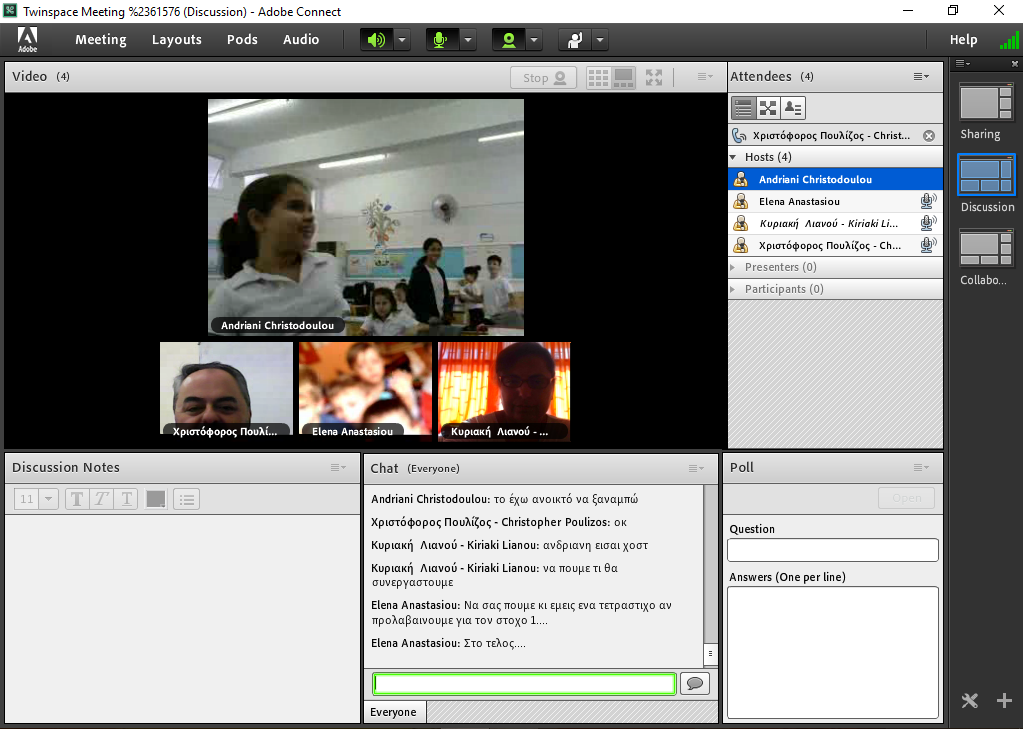 Twinspace Meeting %2361576 (Discussion) - Adobe Connect
Adobe
Meeting Layouts Pods Audio Help
Video (4)
Stop
Andriani Christodoulou
Χριστόφορος Πουλί...
Elena Anastasiou
Κυριακή Λιανού - ...
Attendees (4)
Χριστόφορος Πουλίζος - Christ...
Hosts (4)
Andriani Christodoulou
Elena Anastasiou
Κυριακή Λιανού - Kiriaki Li...
Χριστόφορος Πουλίζος - Ch...
Presenters (0)
Participants (0)
Sharing
Discussion
Collabo...
Discussion Notes
11
T T T
Chat (Everyone)
Andriani Christodoulou: το έχω ανοικτό να ξαναμπώ
Χριστόφορος Πουλίζος - Christopher Poulizos: οκ
Κυριακή Λιανού - Kiriaki Lianou: ανδριανη εισαι χοστ
Κυριακή Λιανού - Kiriaki Lianou: να πουμε τι θα
συνεργαστουμε
Elena Anastasiou: Να σας πουμε κι εμεις ενα τετραστιχο αν
προλαβαινουμε για τον στοχο 1....
Elena Anastasiou: Στο τελος....
Everyone
Poll
Open
Question
Answers (One per line)